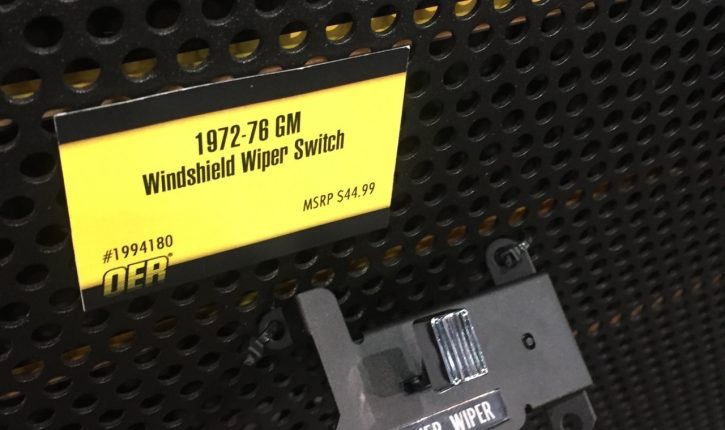 1972-76 GM
Windshield Wiper Switch
MSRP $44.99
#1994180
OER®
WIPER